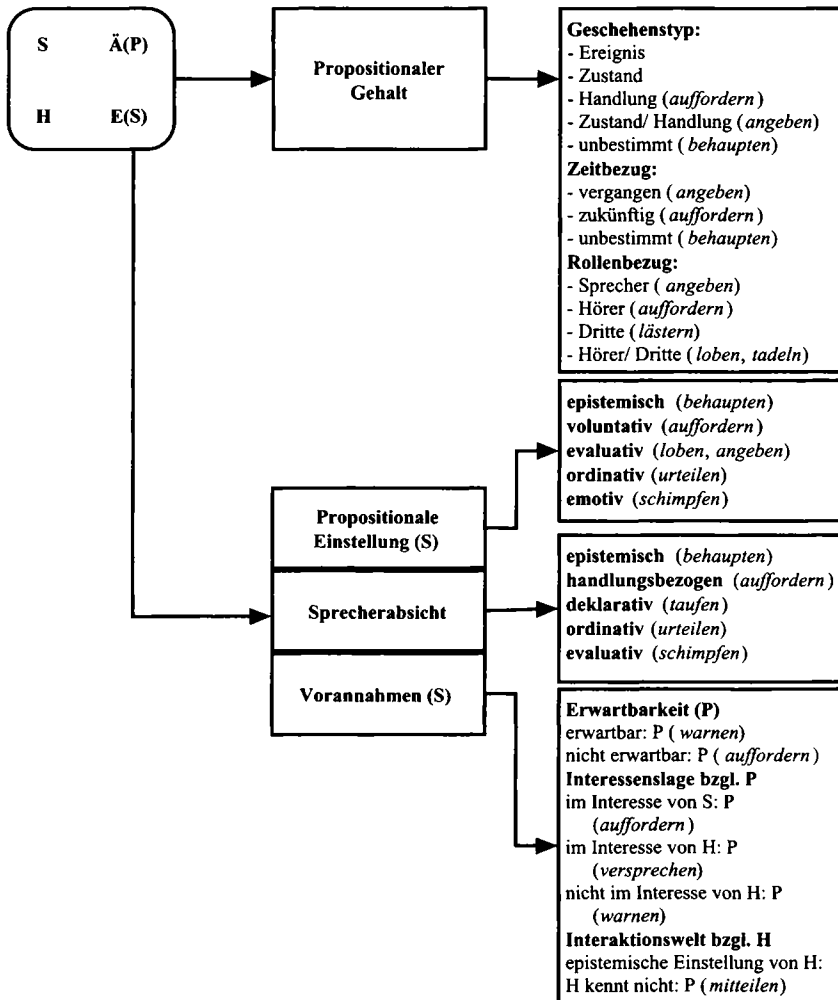 S Ä(P)
H E(S)
Propositionaler
Gehalt
Geschehenstyp:
- Ereignis
- Zustand
- Handlung (auffordern)
- Zustand/ Handlung (angeben)
- unbestimmt ( behaupten)
Zeitbezug:
- vergangen ( angeben)
- zukünftig ( auffordern)
- unbestimmt ( behaupten)
Rollenbezug:
- Sprecher ( angeben)
- Hörer ( auffordern)
- Dritte (lästern)
- Hörer/ Dritte ( loben, tadeln)
Propositionale
Einstellung (S)
epistemisch (behaupten)
voluntativ (auffordern)
evaluativ (loben, angeben)
ordinativ (urteilen)
emotiv (schimpfen)
Sprecherabsicht
epistemisch (behaupten)
handlungsbezogen (auffordern)
deklarativ (taufen)
ordinativ (urteilen)
evaluativ (schimpfen)
Vorannahmen (S)
Erwartbarkeit (P)
erwartbar: P ( warnen)
nicht erwartbar: P ( auffordern)
Interessenslage bzgl. P
im Interesse von S: P
(auffordern)
im Interesse von H: P
(versprechen)
nicht im Interesse von H: P
(warnen)
Interaktionswelt bzgl. H
epistemische Einstellung von H:
H kennt nicht: P ( mitteilen)